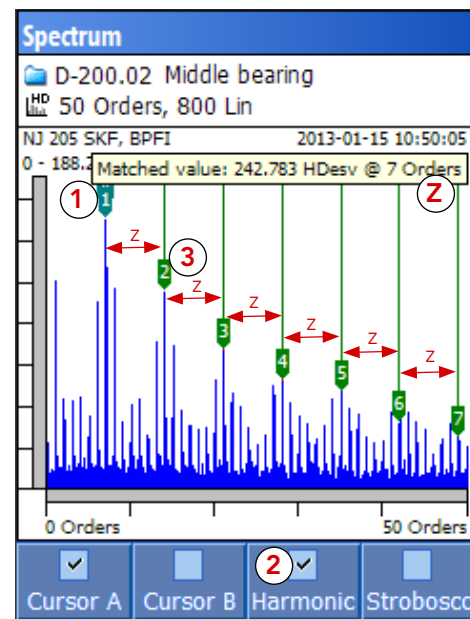 Spectrum
D-200.02 Middle bearing
HD 50 Orders, 800 Lin
NJ 205 SKF, BPFI 2013-01-15 10:50:05
0 - 188.2
Matched value: 242.783 HDesv @ 7 Orders
1 1 Z
Z 3
2 Z
3 Z
4 Z
5 Z
6
7
0 Orders 50 Orders
2
Cursor A Cursor B Harmonic Strobosco